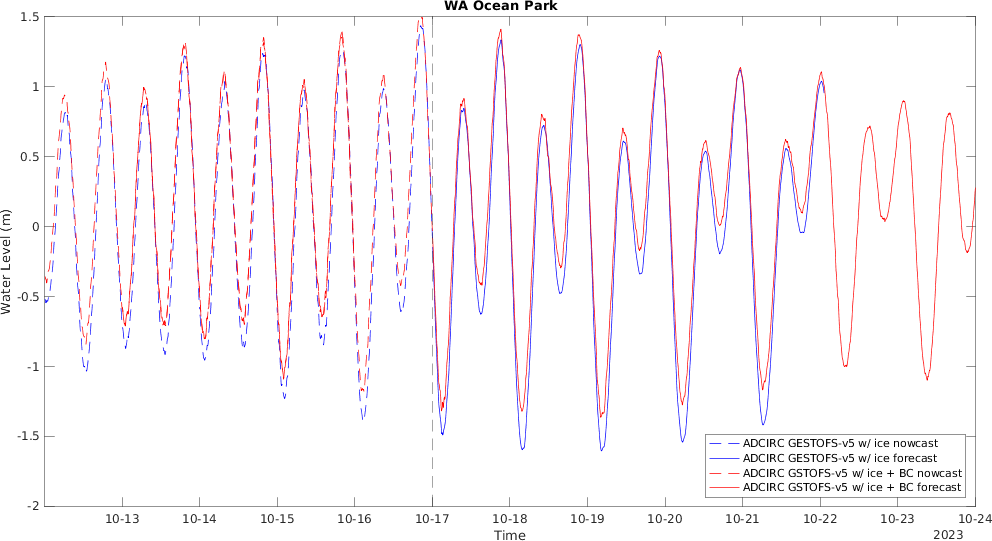 WA Ocean Park
1.5
1
0.5
0
-0.5
-1
-1.5
-2
Water Level (m)
ADCIRC GESTOFS-v5 w/ ice nowcast
ADCIRC GESTOFS-v5 w/ ice forecast
ADCIRC GSTOFS-v5 w/ ice + BC nowcast
ADCIRC GSTOFS-v5 w/ ice + BC forecast
10-13 10-14 10-15 10-16 10-17 10-18 10-19 10-20 10-21 10-22 10-23 10-24
Time
2023